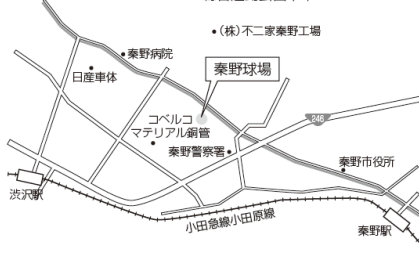 •(株)不二家秦野工場
•秦野病院
日産車体
秦野球場
コベルコ
マテリアル銅管
246
秦野警察署•
秦野市役所
渋沢駅
小田急線小田原線
秦野駅